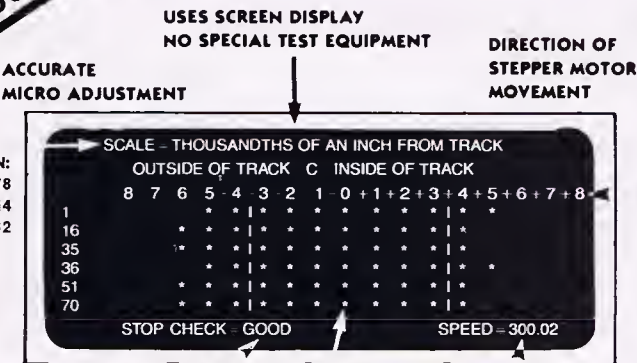 USES SCREEN DISPLAY
NO SPECIAL TEST EQUIPMENT
ACCURATE
MICRO ADJUSTMENT
DIRECTION OF
STEPPER MOTOR
MOVEMENT
SCALE - THOUSANDTHS OF AN INCH FROM TRACK
OUTSIDE OF TRACK C INSIDE OF TRACK
8 7 6 5 - 4 - 3 - 2 1 - 0 + 1 + 2 + 3 + 4 + 5 + 6 + 7 + 8
1 * * | * * * * * * * | * *
16 * * * | * * * * * * * | *
35 * * * | * * * * * * * | *
36 * * | * * * * * * * | * *
51 * * * | * * * * * * * | *
70 * * * | * * * * * * * | *
STOP CHECK = GOOD SPEED = 300.02